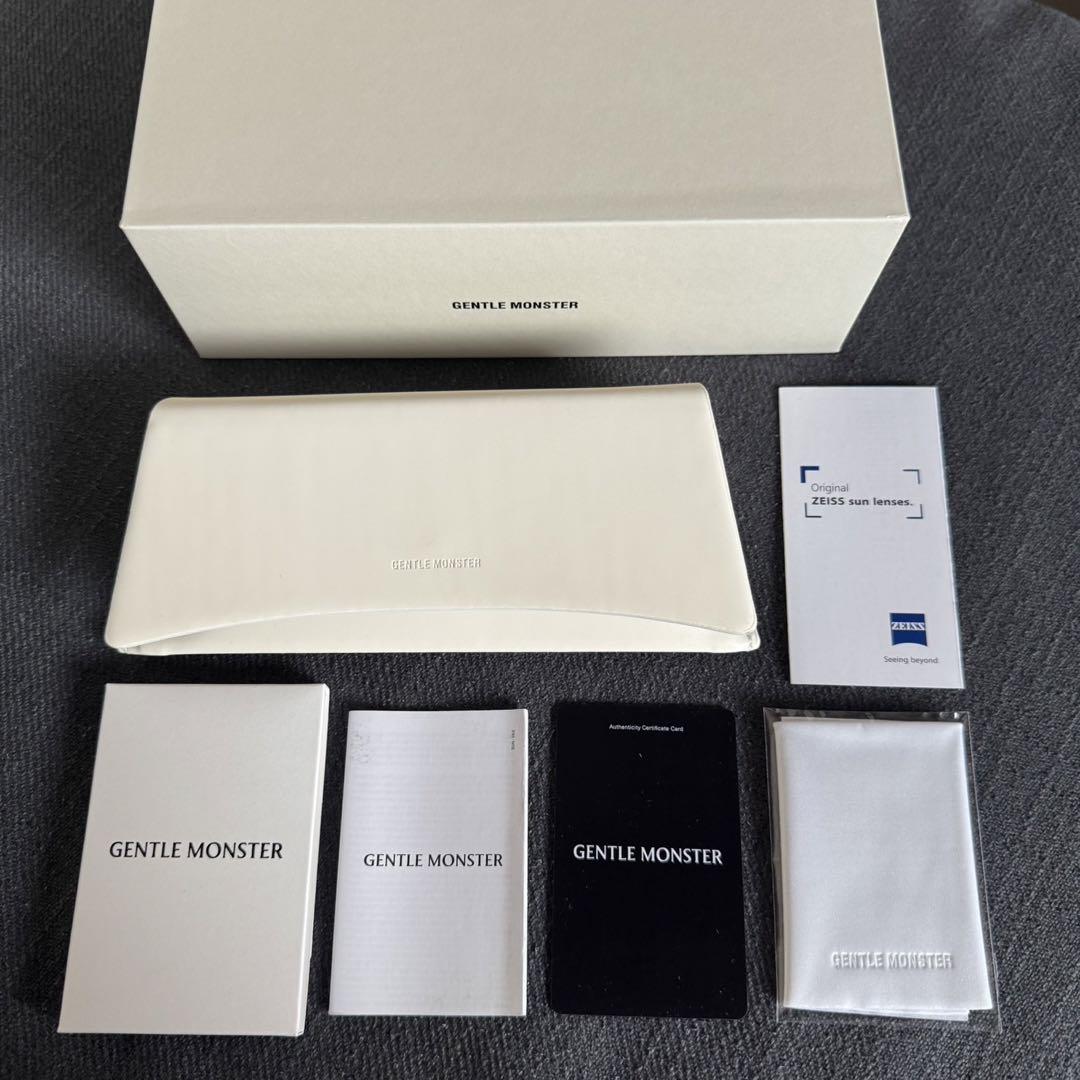 GENTLE MONSTER
GENTLE MONSTER
Original
ZEISS sun lenses.
ZEISS
Seeing beyond
GENTLE MONSTER
GENTLE MONSTER
Authenticity Certificate Card
GENTLE MONSTER
GENTLE MONSTER